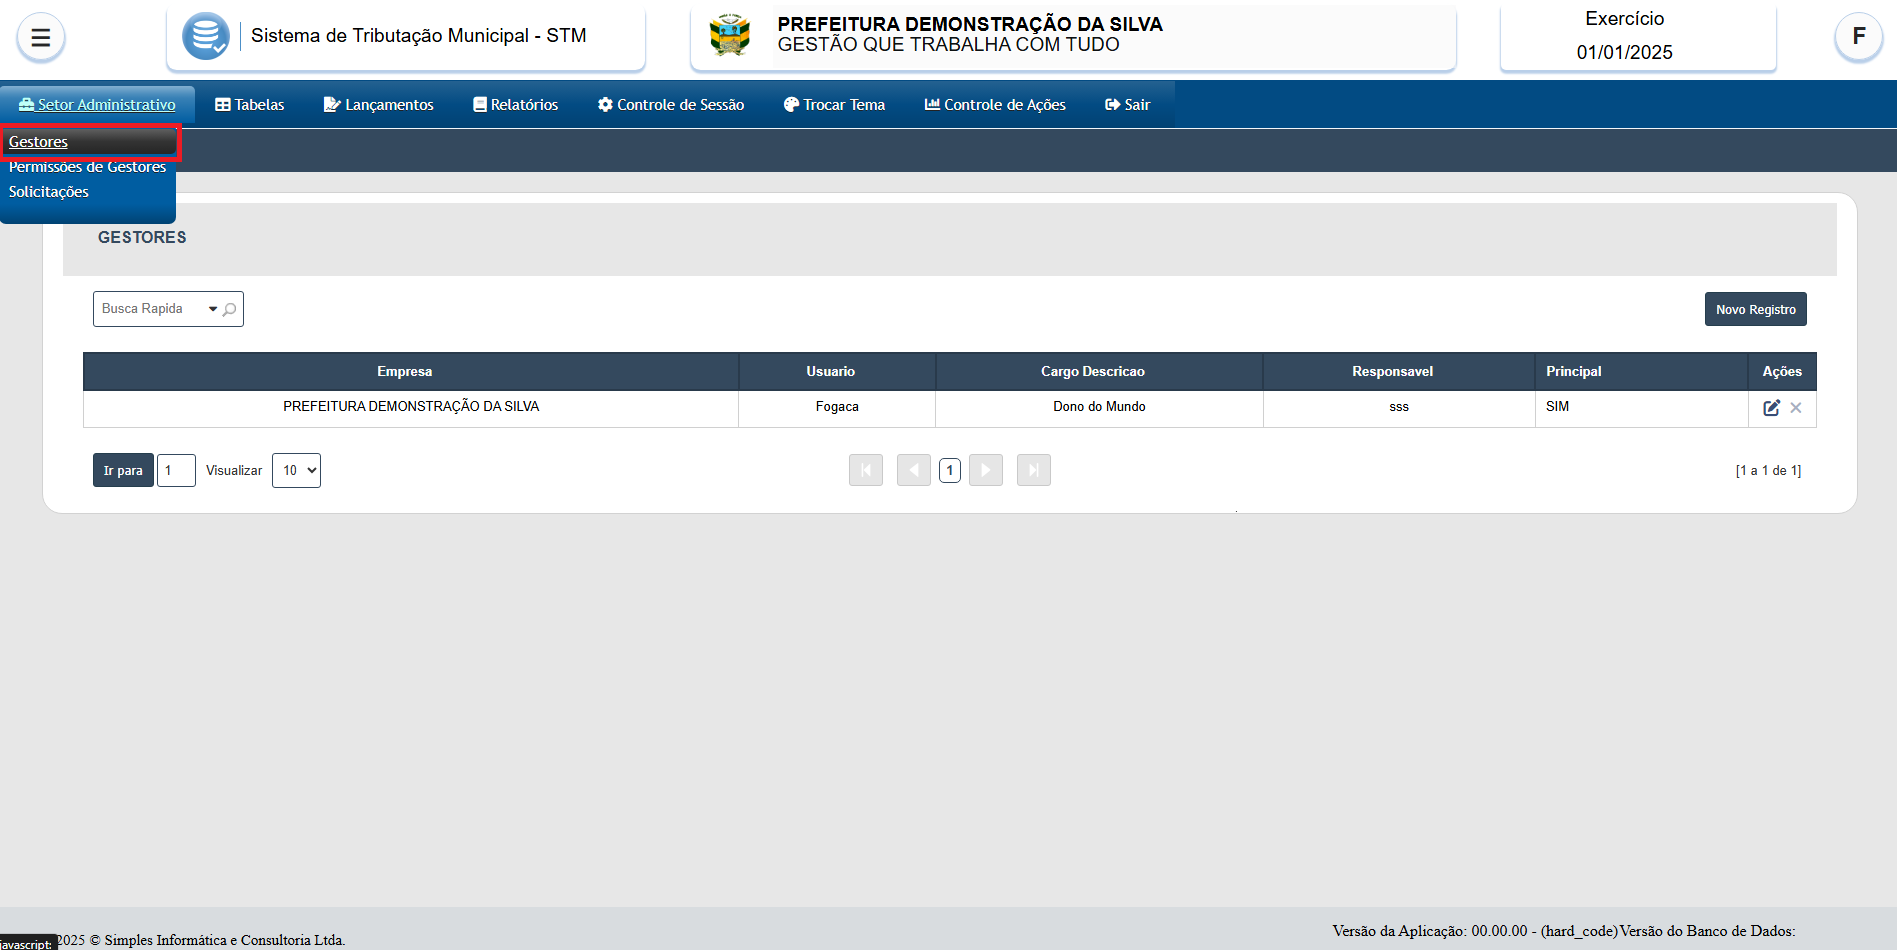 Sistema de Tributação Municipal - STM
PREFEITURA DEMONSTRAÇÃO DA SILVA
GESTÃO QUE TRABALHA COM TUDO
Exercício
01/01/2025
F
Setor Administrativo Tabelas Lançamentos Relatórios Controle de Sessão Trocar Tema Controle de Ações Sair
Gestores
Permissões de Gestores
Solicitações
GESTORES
Busca Rapida
Novo Registro
Empresa Usuario Cargo Descricao Responsavel Principal Ações
PREFEITURA DEMONSTRAÇÃO DA SILVA Fogaca Dono do Mundo sss SIM
Ir para 1 Visualizar 10 1 [1 a 1 de 1]
Versão da Aplicação: 00.00.00 - (hard_code)Versão do Banco de Dados:
2025 © Simples Informática e Consultoria Ltda.
javascript: